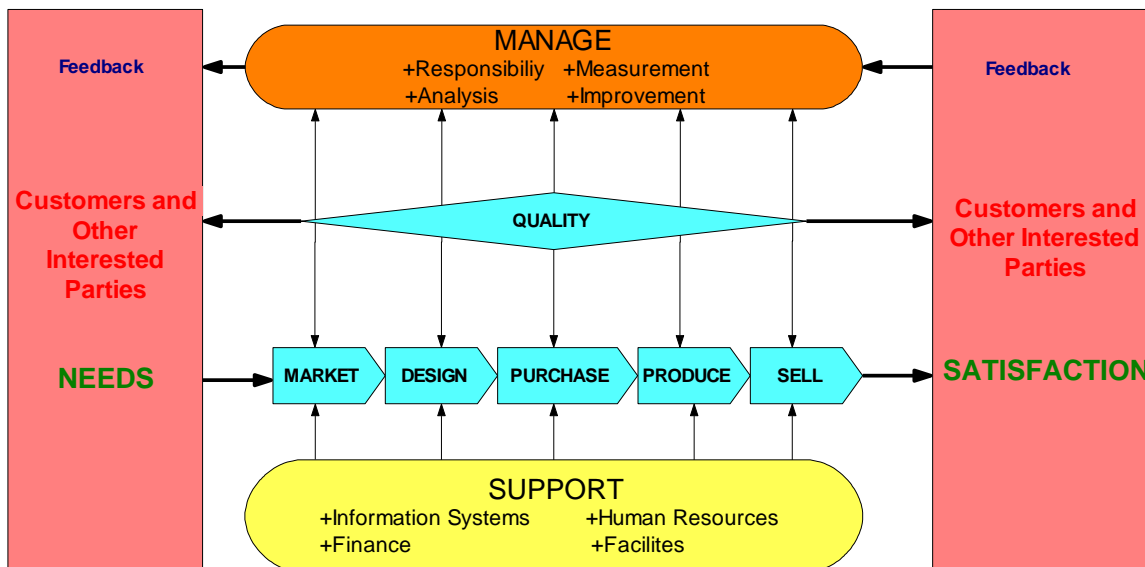 MANAGE
+Responsibiliy +Measurement
+Analysis +Improvement
Feedback
Feedback
Customers and
Other
Interested
Parties
QUALITY
Customers and
Other Interested
Parties
NEEDS
MARKET
DESIGN
PURCHASE
PRODUCE
SELL
SATISFACTION
SUPPORT
+Information Systems +Human Resources
+Finance +Facilites